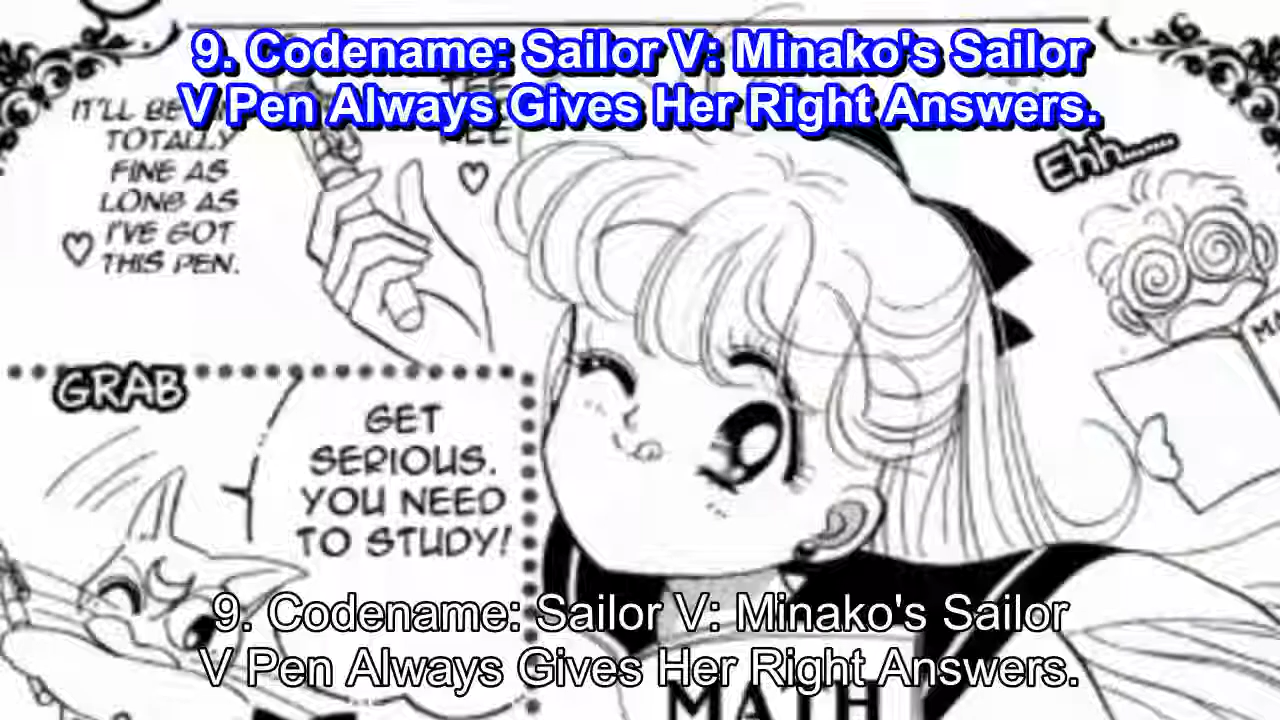 9. Codename: Sailor V: Minako's Sailor
V Pen Always Gives Her Right Answers.
IT'LL BE
TOTALLY
FINE AS
LONG AS
I'VE GOT
THIS PEN.
TEE
Ehh......
GRAB
GET
SERIOUS.
YOU NEED
TO STUDY!
9. Codename: Sailor V: Minako's Sailor
V Pen Always Gives Her Right Answers.
MATH